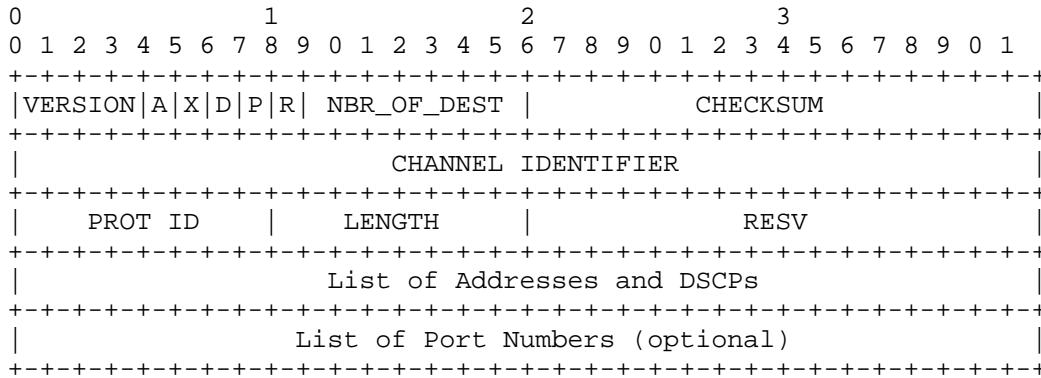 0                   1                   2                   3
0 1 2 3 4 5 6 7 8 9 0 1 2 3 4 5 6 7 8 9 0 1 2 3 4 5 6 7 8 9 0 1
+-+-+-+-+-+-+-+-+-+-+-+-+-+-+-+-+-+-+-+-+-+-+-+-+-+-+-+-+-+-+-+-+
|VERSION|A|X|D|P|R| NBR_OF_DEST |           CHECKSUM            |
+-+-+-+-+-+-+-+-+-+-+-+-+-+-+-+-+-+-+-+-+-+-+-+-+-+-+-+-+-+-+-+-+
|                       CHANNEL IDENTIFIER                      |
+-+-+-+-+-+-+-+-+-+-+-+-+-+-+-+-+-+-+-+-+-+-+-+-+-+-+-+-+-+-+-+-+
|    PROT ID    |    LENGTH     |             RESV              |
+-+-+-+-+-+-+-+-+-+-+-+-+-+-+-+-+-+-+-+-+-+-+-+-+-+-+-+-+-+-+-+-+
|                   List of Addresses and DSCPs                 |
+-+-+-+-+-+-+-+-+-+-+-+-+-+-+-+-+-+-+-+-+-+-+-+-+-+-+-+-+-+-+-+-+
|                 List of Port Numbers (optional)               |
+-+-+-+-+-+-+-+-+-+-+-+-+-+-+-+-+-+-+-+-+-+-+-+-+-+-+-+-+-+-+-+-+